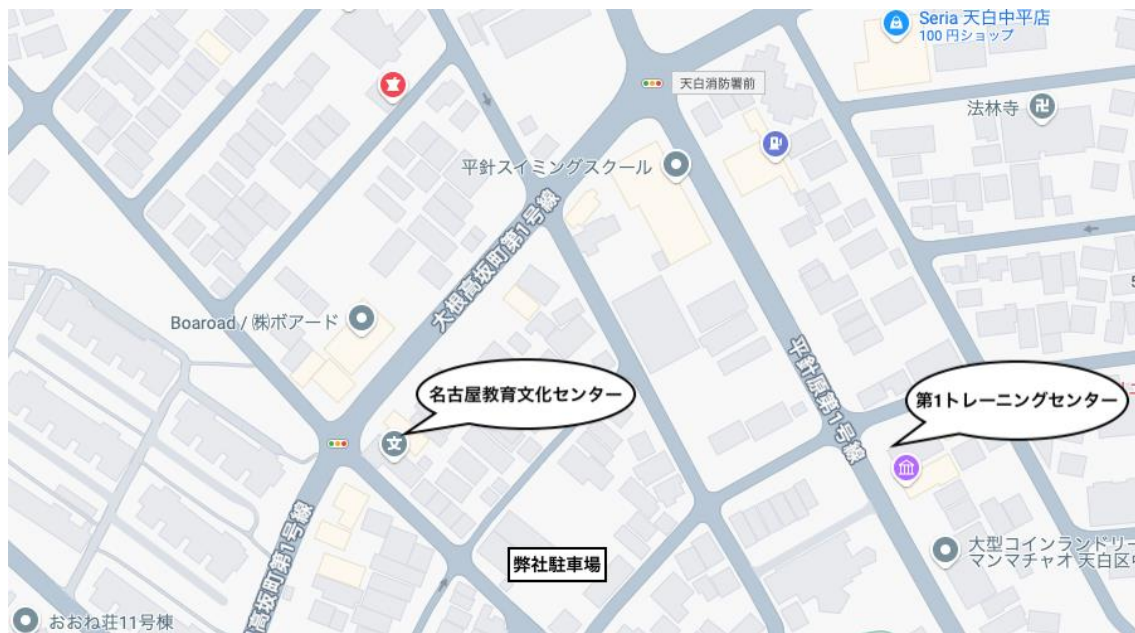 Seria 天白中平店
100 円ショップ
天白消防署前
法林寺
平針スイミングスクール
大根高坂町第1号線
Boaroad / ㈱ボアード
平針原第1号線
名古屋教育文化センター
文
第1トレーニングセンター
弊社駐車場
大型コインランドリー
マンマチャオ 天白区
高坂町第1号線
おおね荘11号棟